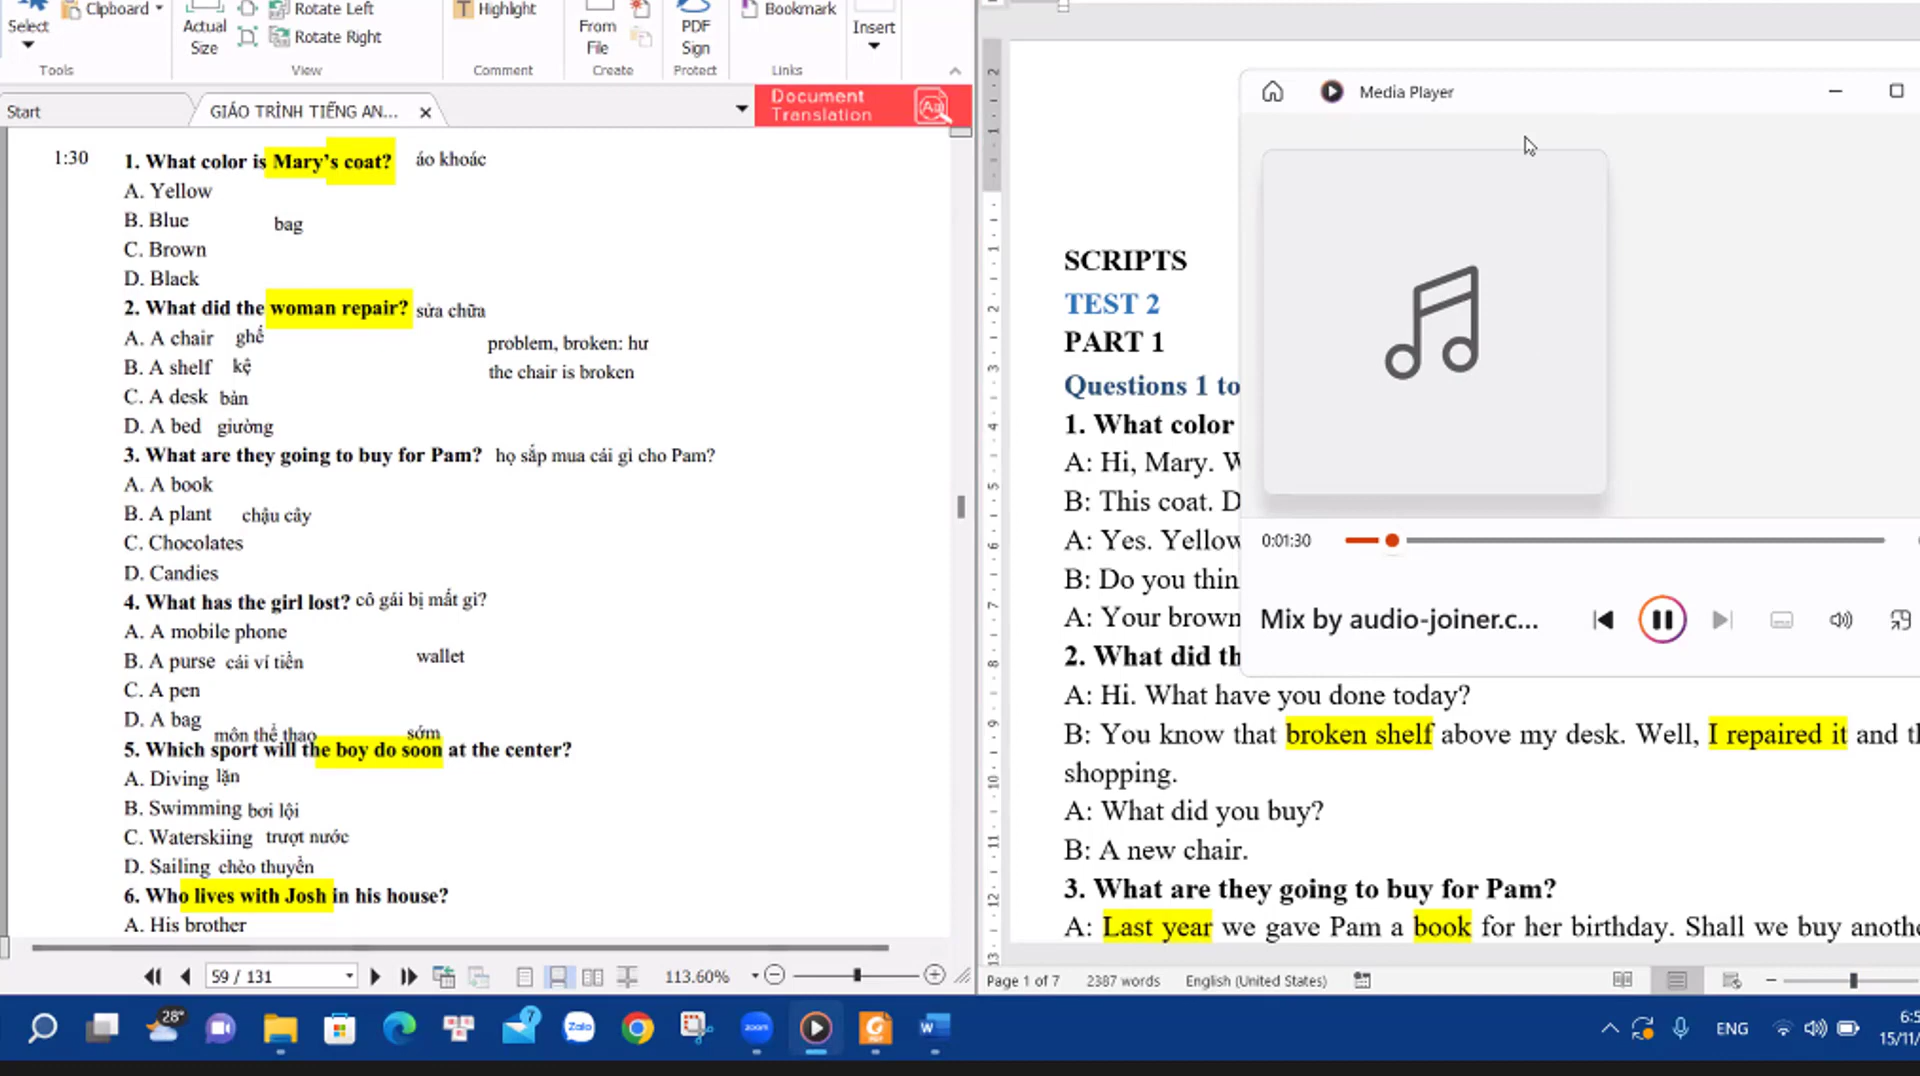 Select
Clipboard
Actual
Size
Rotate Left
Rotate Right
Highlight
From
File
PDF
Sign
Bookmark
Insert
Tools
View
Comment
Create
Protect
Links
Start
GIÁO TRÌNH TIẾNG AN...
Document
Translation
1:30
1. What color is Mary's coat? áo khoác
A. Yellow
B. Blue
bag
C. Brown
D. Black
2. What did the woman repair? sửa chữa
A. A chair ghế
problem, broken: hư
B. A shelf kệ
the chair is broken
C. A desk bàn
D. A bed giường
3. What are they going to buy for Pam? họ sắp mua cái gì cho Pam?
A. A book
B. A plant chậu cây
C. Chocolates
D. Candies
4. What has the girl lost? cô gái bị mất gì?
A. A mobile phone
B. A purse cái ví tiền
wallet
C. A pen
D. A bag
môn thể thao sớm
5. Which sport will the boy do soon at the center?
A. Diving lặn
B. Swimming bơi lội
C. Waterskiing trượt nước
D. Sailing chèo thuyền
6. Who lives with Josh in his house?
A. His brother
59 / 131
113.60%
SCRIPTS
TEST 2
PART 1
Questions 1 to
1. What color
A: Hi, Mary. W
B: This coat. D
A: Yes. Yellow
B: Do you thin
A: Your brown
2. What did th
A: Hi. What have you done today?
B: You know that broken shelf above my desk. Well, I repaired it and th
shopping.
A: What did you buy?
B: A new chair.
3. What are they going to buy for Pam?
A: Last year we gave Pam a book for her birthday. Shall we buy anothe
Media Player
0:01:30
Mix by audio-joiner.c...
Page 1 of 7
2387 words
English (United States)
28°
7
Zalo
zoom
ENG
6:5
15/11/